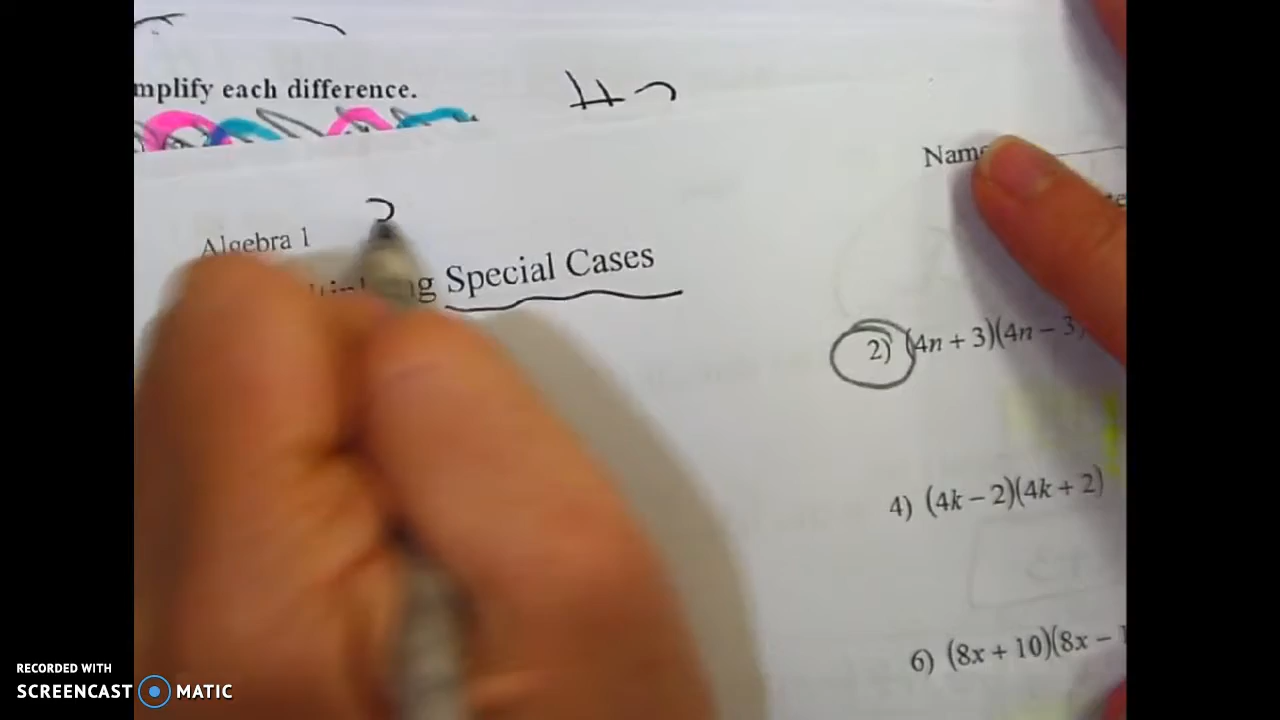 mplify each difference.
Name
Algebra 1
Special Cases
2) (4n + 3)(4n − 3)
4) (4k − 2)(4k + 2)
6) (8x + 10)(8x −
RECORDED WITH
SCREENCAST MATIC